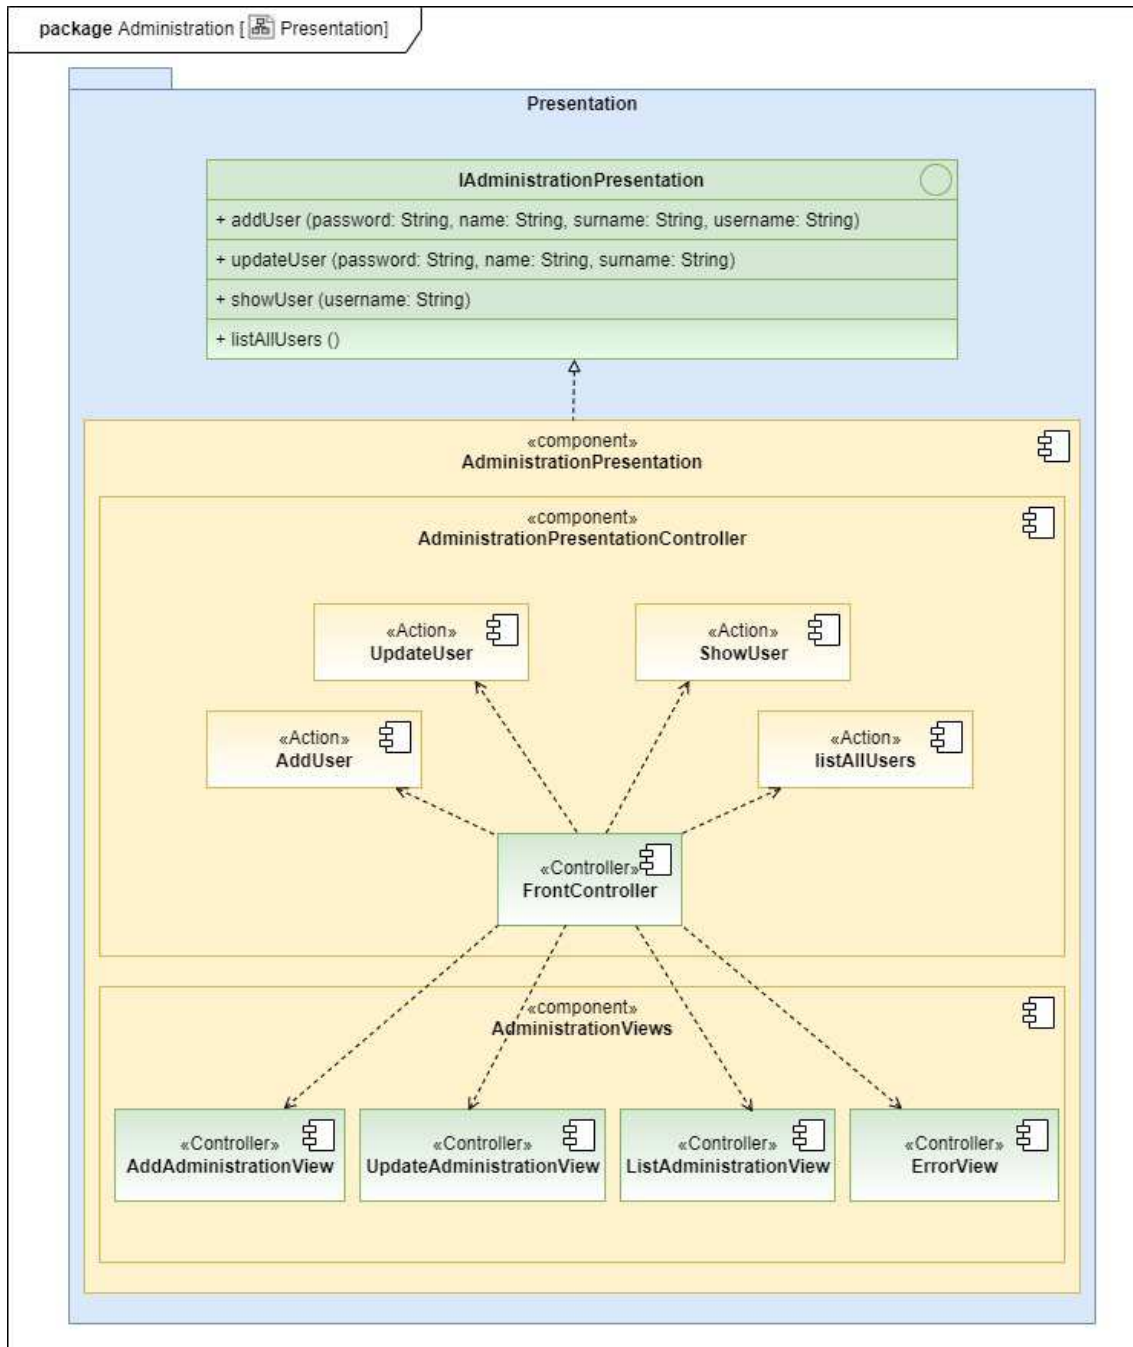 package Administration [ Presentation]
Presentation
IAdministrationPresentation
+ addUser (password: String, name: String, surname: String, username: String)
+ updateUser (password: String, name: String, surname: String)
+ showUser (username: String)
+ listAllUsers ()
«component»
AdministrationPresentation
«component»
AdministrationPresentationController
«Action»
UpdateUser
«Action»
ShowUser
«Action»
AddUser
«Action»
listAllUsers
«Controller»
FrontController
«component»
AdministrationViews
«Controller»
AddAdministrationView
«Controller»
UpdateAdministrationView
«Controller»
ListAdministrationView
«Controller»
ErrorView